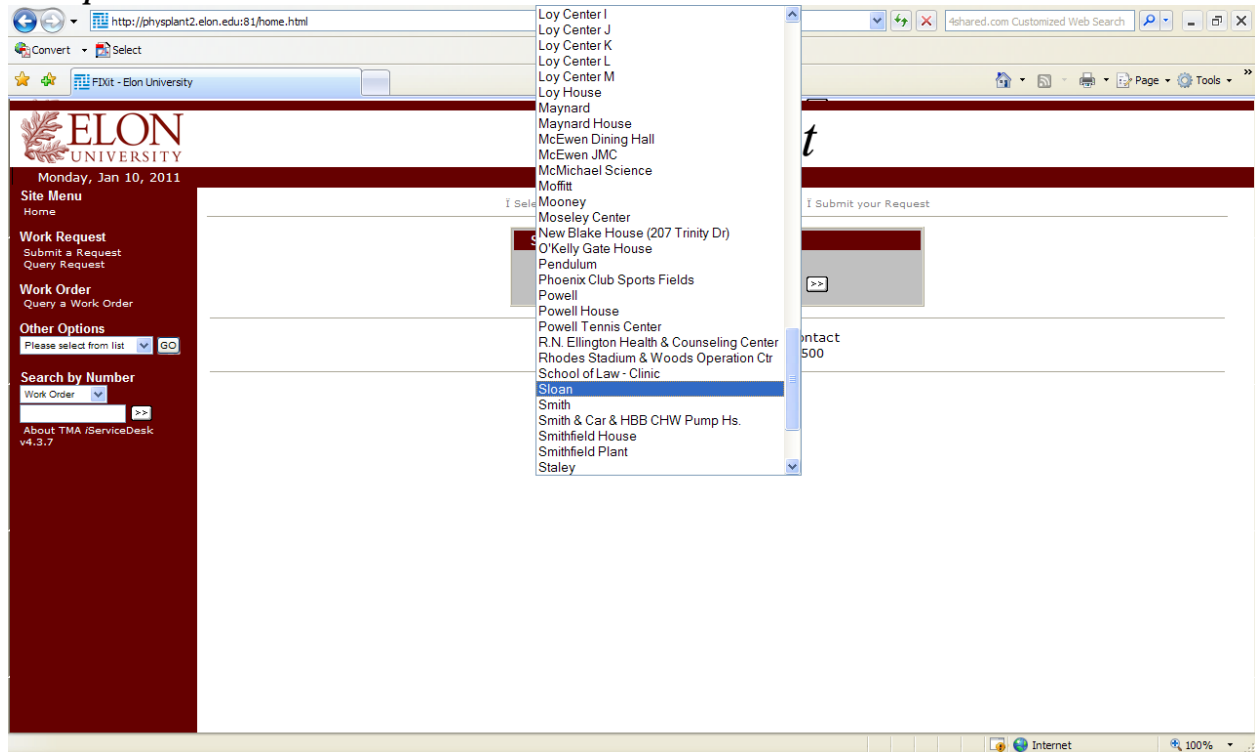 http://physplant2.elon.edu:81/home.html
4shared.com Customized Web Search
Convert
Select
FIXit - Elon University
Page
Tools
»
ELON
UNIVERSITY
t
Monday, Jan 10, 2011
Site Menu
Home
Work Request
Submit a Request
Query Request
Work Order
Query a Work Order
Other Options
Please select from list
GO
Search by Number
Work Order
>>
About TMA iServiceDesk
v4.3.7
Ï Sele
Ï Submit your Request
S
>>
ontact
500
Loy Center I
Loy Center J
Loy Center K
Loy Center L
Loy Center M
Loy House
Maynard
Maynard House
McEwen Dining Hall
McEwen JMC
McMichael Science
Moffitt
Mooney
Moseley Center
New Blake House (207 Trinity Dr)
O'Kelly Gate House
Pendulum
Phoenix Club Sports Fields
Powell
Powell House
Powell Tennis Center
R.N. Ellington Health & Counseling Center
Rhodes Stadium & Woods Operation Ctr
School of Law - Clinic
Sloan
Smith
Smith & Car & HBB CHW Pump Hs.
Smithfield House
Smithfield Plant
Staley
Internet
100%